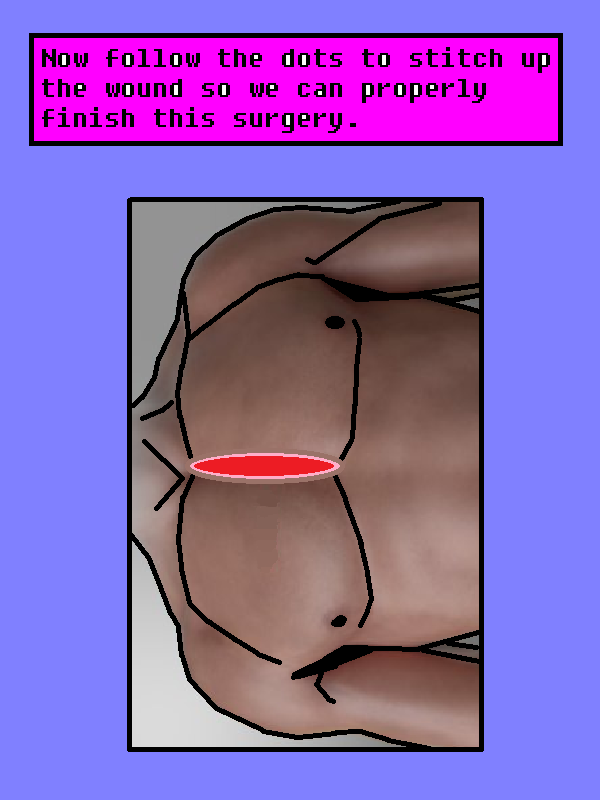 Now follow the dots to stitch up
the wound so we can properly
finish this surgery.